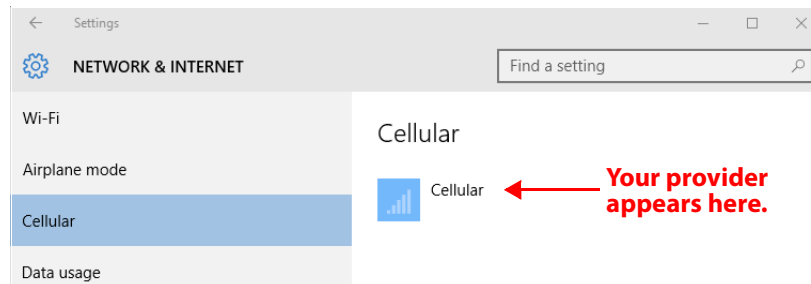 Settings
NETWORK & INTERNET
Find a setting
Wi-Fi
Airplane mode
Cellular
Data usage
Cellular
Cellular
Your provider
appears here.